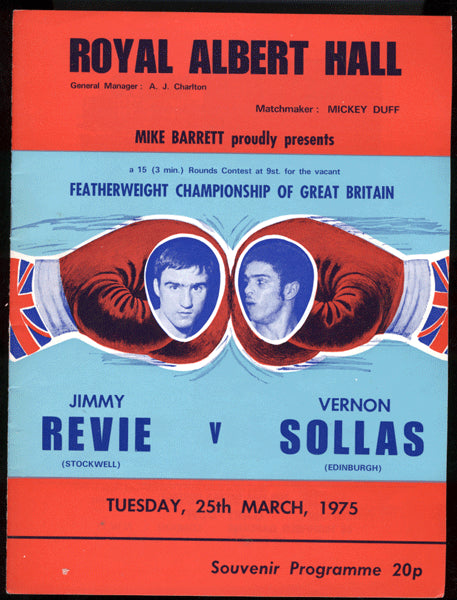 ROYAL ALBERT HALL
General Manager: A. J. Charlton
Matchmaker: MICKEY DUFF
MIKE BARRETT proudly presents
a 15 (3 min.) Rounds Contest at 9st. for the vacant
FEATHERWEIGHT CHAMPIONSHIP OF GREAT BRITAIN
JIMMY
REVIE
(STOCKWELL)
V
VERNON
SOLLAS
(EDINBURGH)
TUESDAY, 25th MARCH, 1975
Souvenir Programme 20p